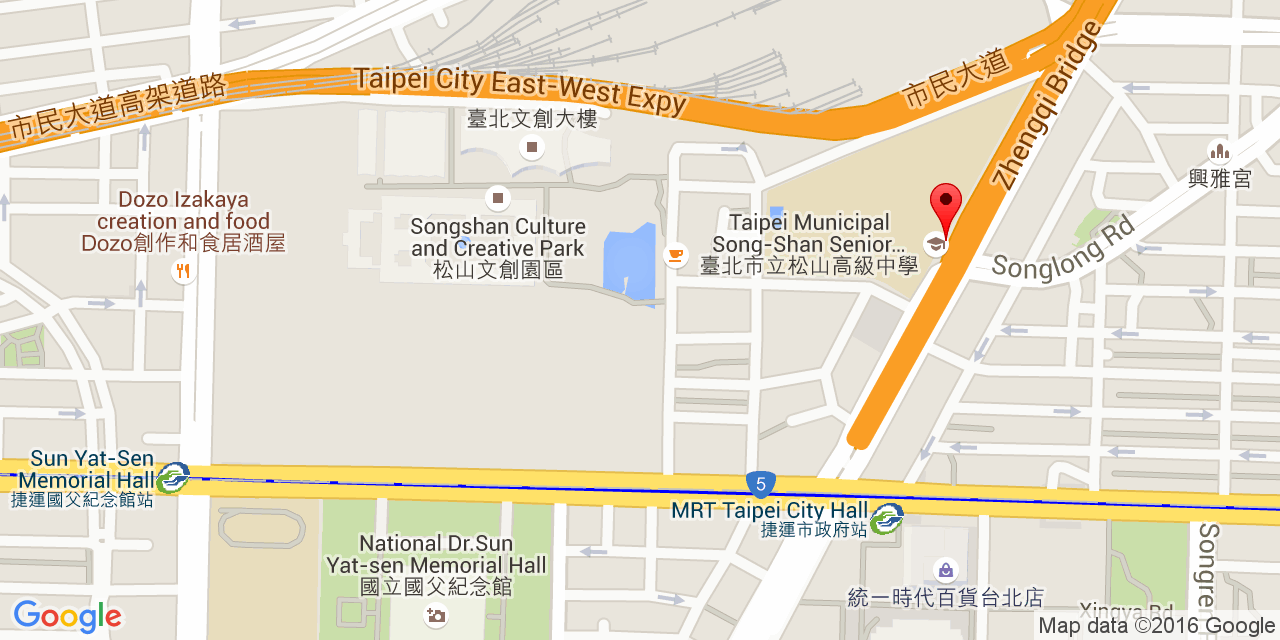 市民大道高架道路
Taipei City East-West Expy
市民大道
Zhengqi Bridge
臺北文創大樓
興雅宮
Dozo Izakaya
creation and food
Dozo創作和食居酒屋
Songshan Culture
and Creative Park
松山文創園區
Taipei Municipal
Song-Shan Senior...
臺北市立松山高級中學
Songlong Rd
Sun Yat-Sen
Memorial Hall
捷運國父紀念館站
5
MRT Taipei City Hall
捷運市政府站
National Dr.Sun
Yat-sen Memorial Hall
國立國父紀念館
統一時代百貨台北店
Xingya Rd
Songre
Google
Map data ©2016 Google